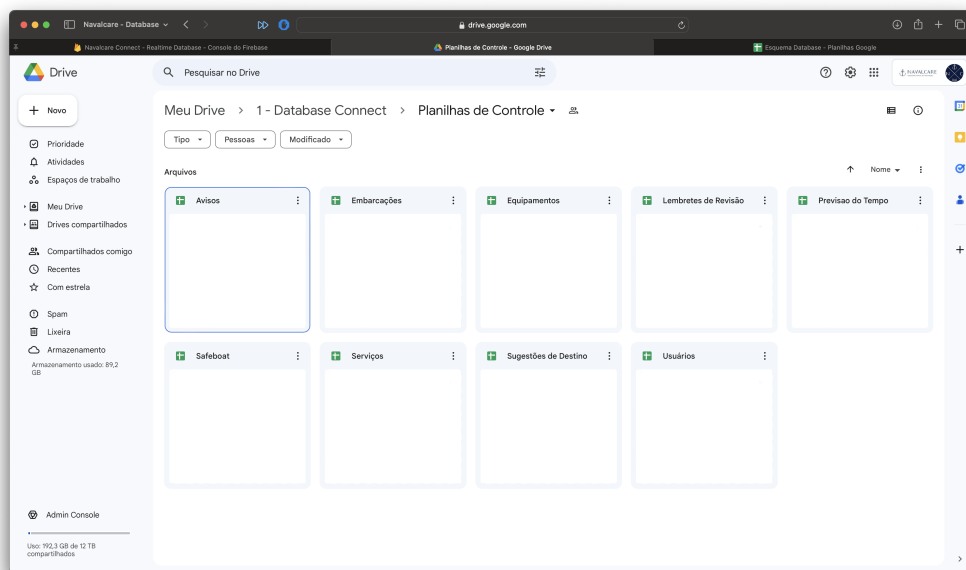 Navalcare - Database
drive.google.com
Navalcare Connect - Realtime Database - Console do Firebase
Planilhas de Controle - Google Drive
Esquema Database - Planilhas Google
Drive
Pesquisar no Drive
NAVALCARE
Novo
Meu Drive > 1 - Database Connect > Planilhas de Controle
Tipo
Pessoas
Modificado
Prioridade
Atividades
Espaços de trabalho
Meu Drive
Drives compartilhados
Compartilhados comigo
Recentes
Com estrela
Spam
Lixeira
Armazenamento
Armazenamento usado: 89,2
GB
Admin Console
Uso: 192,3 GB de 12 TB
compartilhados
Arquivos
Nome
Avisos
Embarcações
Equipamentos
Lembretes de Revisão
Previsao do Tempo
Safeboat
Serviços
Sugestões de Destino
Usuários